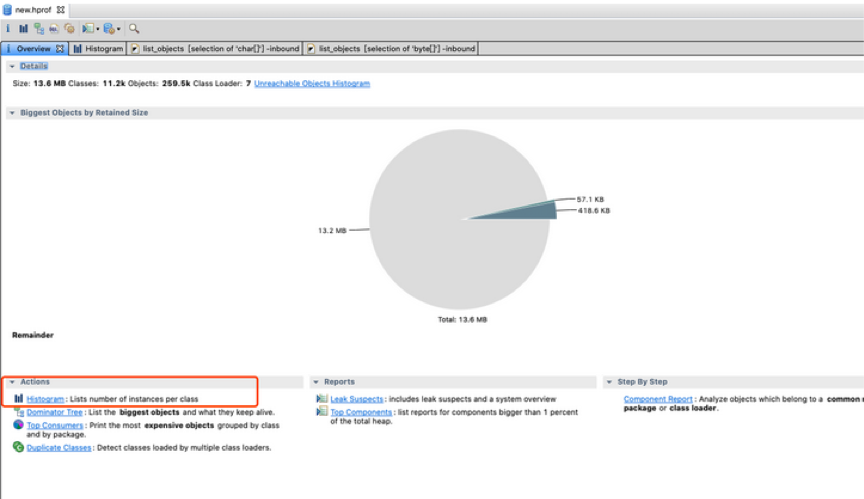 new.hprof
i Overview Histogram list_objects [selection of 'char[]'] -inbound list_objects [selection of 'byte[]'] -inbound
Details
Size: 13.6 MB Classes: 11.2k Objects: 259.5k Class Loader: 7 Unreachable Objects Histogram
Biggest Objects by Retained Size
57.1 KB
418.6 KB
13.2 MB
Total: 13.6 MB
Remainder
Actions
Histogram: Lists number of instances per class
Dominator Tree: List the biggest objects and what they keep alive.
Top Consumers: Print the most expensive objects grouped by class
and by package.
Duplicate Classes: Detect classes loaded by multiple class loaders.
Reports
Leak Suspects: includes leak suspects and a system overview
Top Components: list reports for components bigger than 1 percent
of the total heap.
Step By Step
Component Report: Analyze objects which belong to a common
package or class loader.